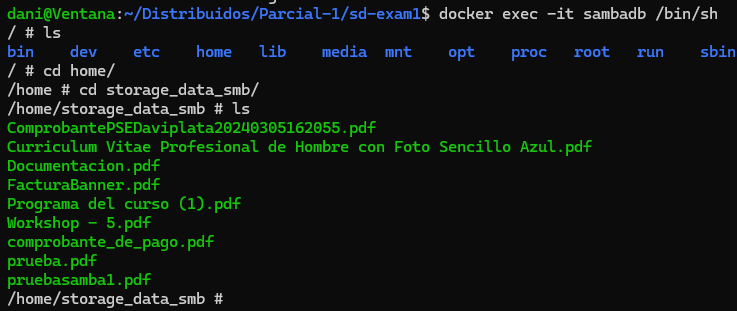 dani@Ventana:~/Distribuidos/Parcial-1/sd-exam1$ docker exec -it sambadb /bin/sh
/ # ls
bin dev etc home lib media mnt opt proc root run sbin
/ # cd home/
/home # cd storage_data_smb/
/home/storage_data_smb # ls
ComprobantePSEDaviplata20240305162055.pdf
Curriculum Vitae Profesional de Hombre con Foto Sencillo Azul.pdf
Documentacion.pdf
FacturaBanner.pdf
Programa del curso (1).pdf
Workshop - 5.pdf
comprobante_de_pago.pdf
prueba.pdf
pruebasamba1.pdf
/home/storage_data_smb #